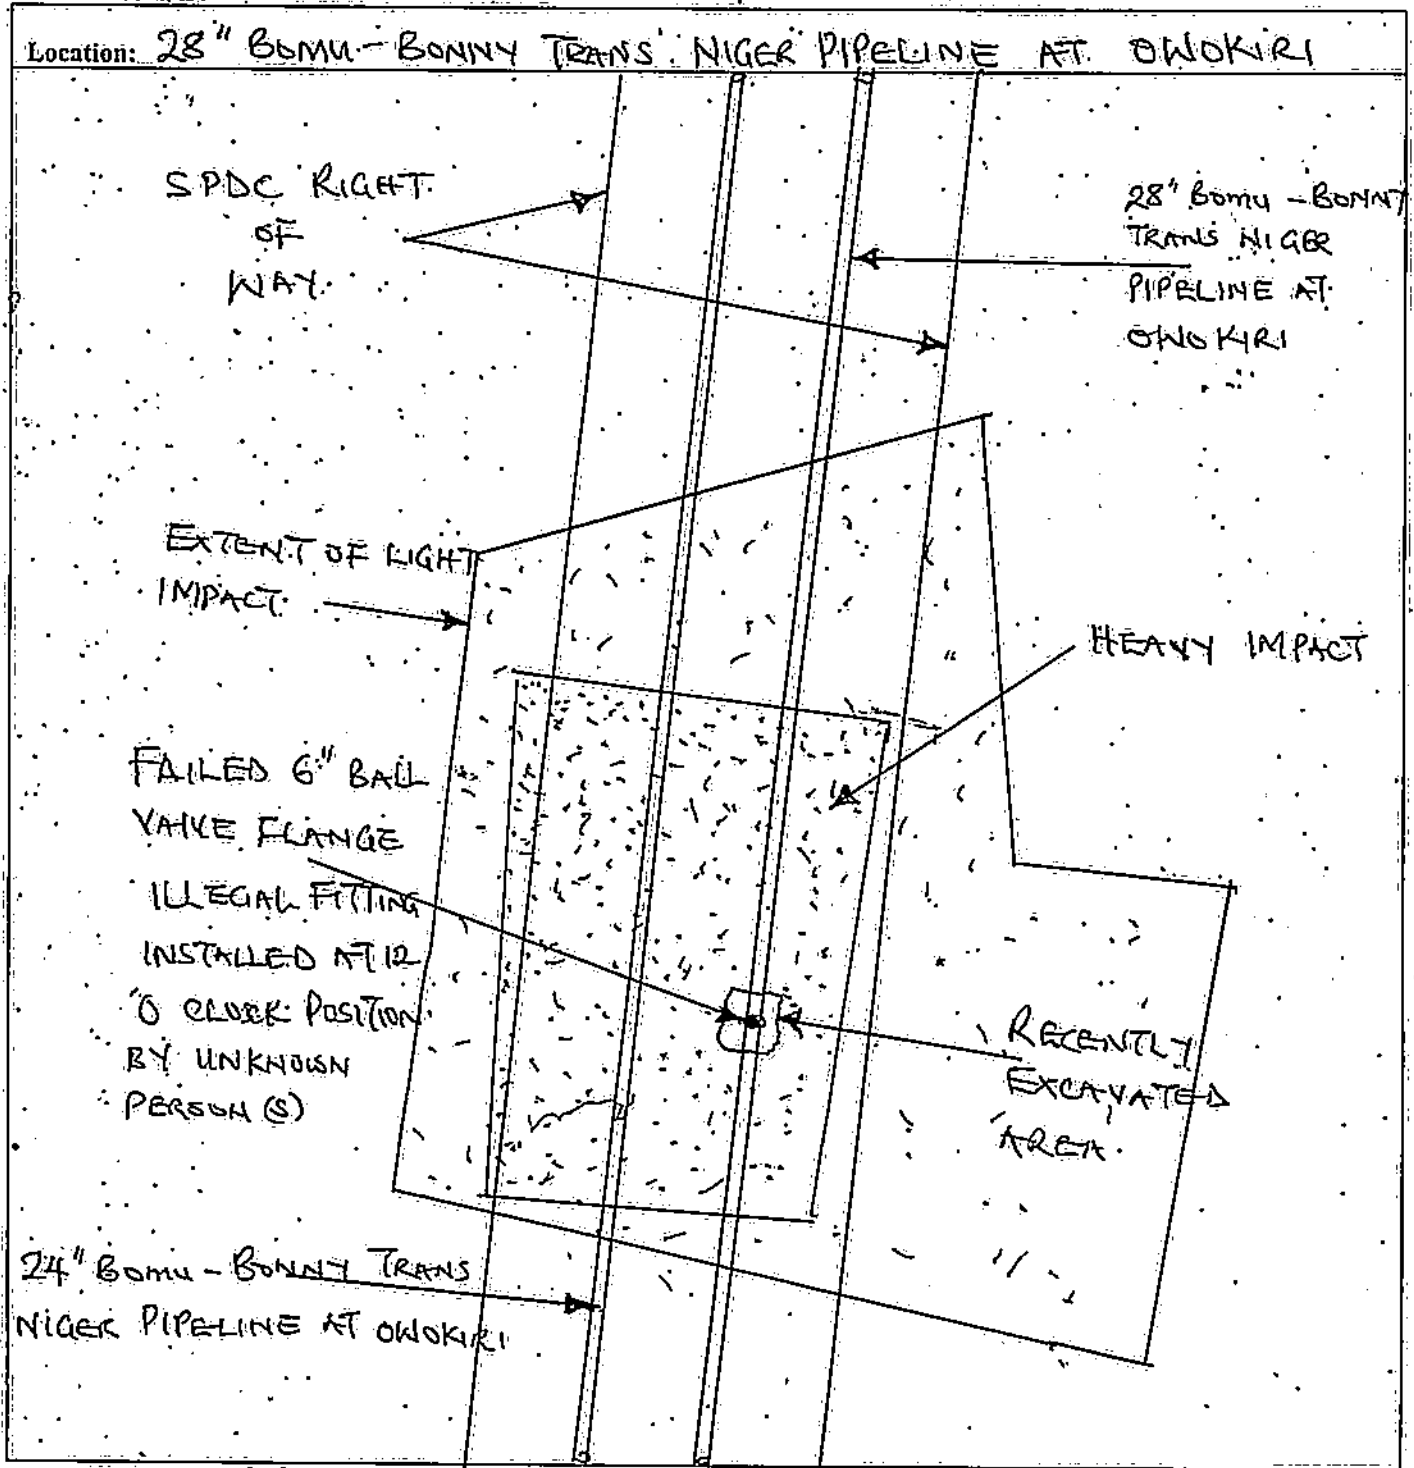 Location: 28" BOMU - BONNY TRANS NIGER PIPELINE AT OWOKIRI
SPDC RIGHT
OF
WAY
28" BOMU - BONNY
TRANS NIGER
PIPELINE AT
OWOKIRI
EXTENT OF LIGHT
IMPACT
HEAVY IMPACT
FAILED 6" BALL
VALVE FLANGE
ILLEGAL FITTING
INSTALLED AT 12
'O CLOCK POSITION
BY UNKNOWN
PERSON (S)
RECENTLY
EXCAVATED
AREA.
24" BOMU - BONNY TRANS
NIGER PIPELINE AT OWOKIRI